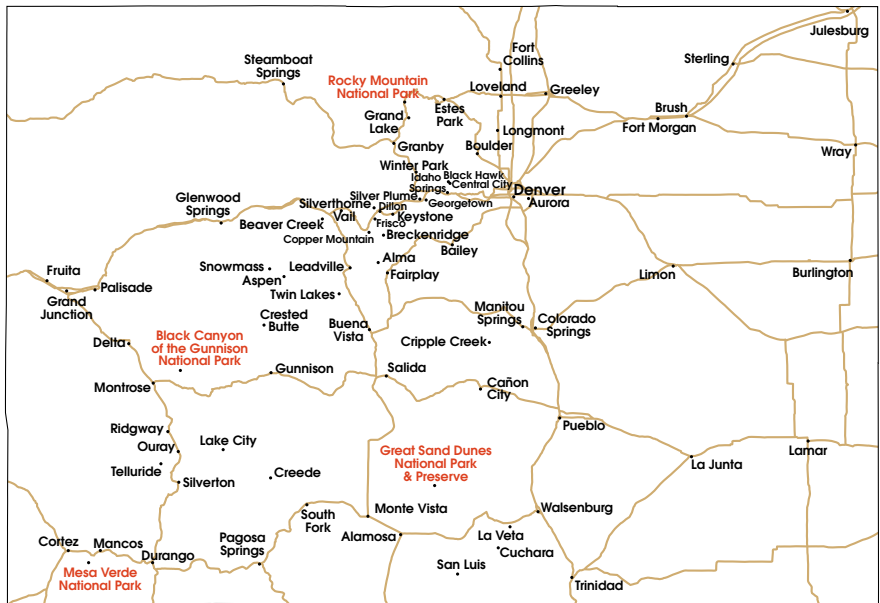 Julesburg
Fort
Collins
Steamboat
Springs
Sterling
Rocky Mountain
National Park
Loveland
Greeley
Estes
Park
Brush
Grand
Lake
Fort Morgan
Longmont
Granby
Boulder
Wray
Winter Park
Idaho
Springs
Black Hawk
Central City
Denver
Aurora
Glenwood
Springs
Silver Plume
Georgetown
Silverthorne
Dillon
Vail
Keystone
Beaver Creek
Frisco
Copper Mountain
Breckenridge
Bailey
Alma
Snowmass
Leadville
Fairplay
Aspen
Limon
Burlington
Fruita
Palisade
Grand
Junction
Twin Lakes
Crested
Butte
Buena
Vista
Manitou
Springs
Colorado
Springs
Delta
Black Canyon
of the Gunnison
National Park
Cripple Creek
Gunnison
Salida
Montrose
Cañon
City
Pueblo
Ridgway
Ouray
Lake City
Telluride
Great Sand Dunes
National Park
& Preserve
Lamar
La Junta
Creede
Silverton
South
Fork
Monte Vista
Walsenburg
Cortez
Mancos
Durango
Pagosa
Springs
Alamosa
La Veta
Cuchara
San Luis
Mesa Verde
National Park
Trinidad